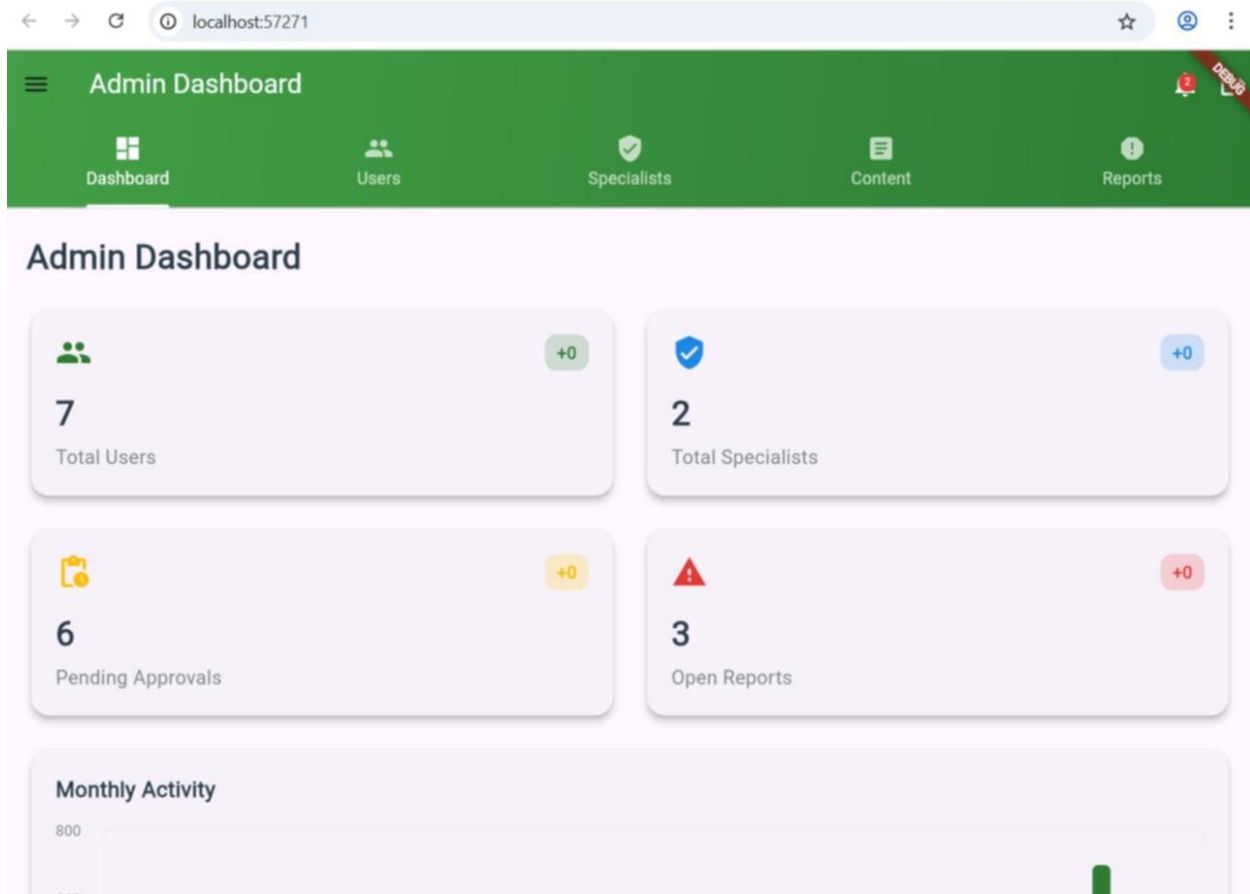 localhost:57271
Admin Dashboard
2
DEBUG
Dashboard
Users
Specialists
Content
Reports
Admin Dashboard
+0
7
Total Users
+0
2
Total Specialists
+0
6
Pending Approvals
+0
3
Open Reports
Monthly Activity
800